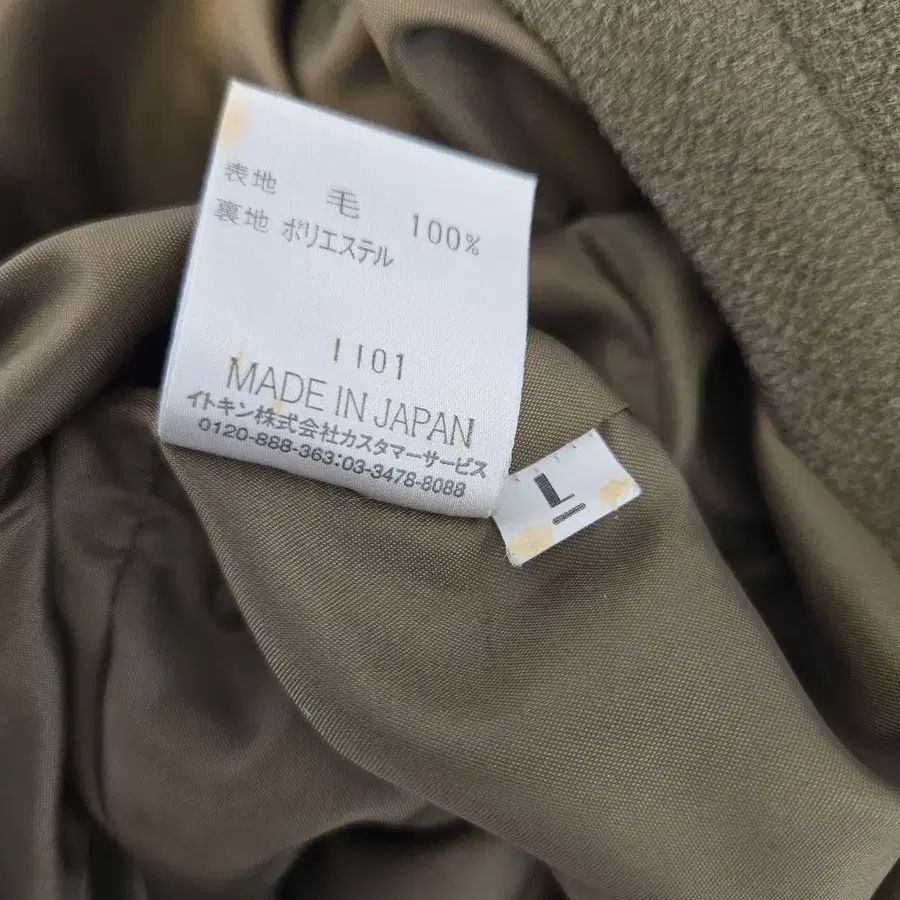 表地 毛 100%
裏地 ポリエステル
1101
MADE IN JAPAN
イトキン株式会社カスタマーサービス
0120-888-363:03-3478-8088
L